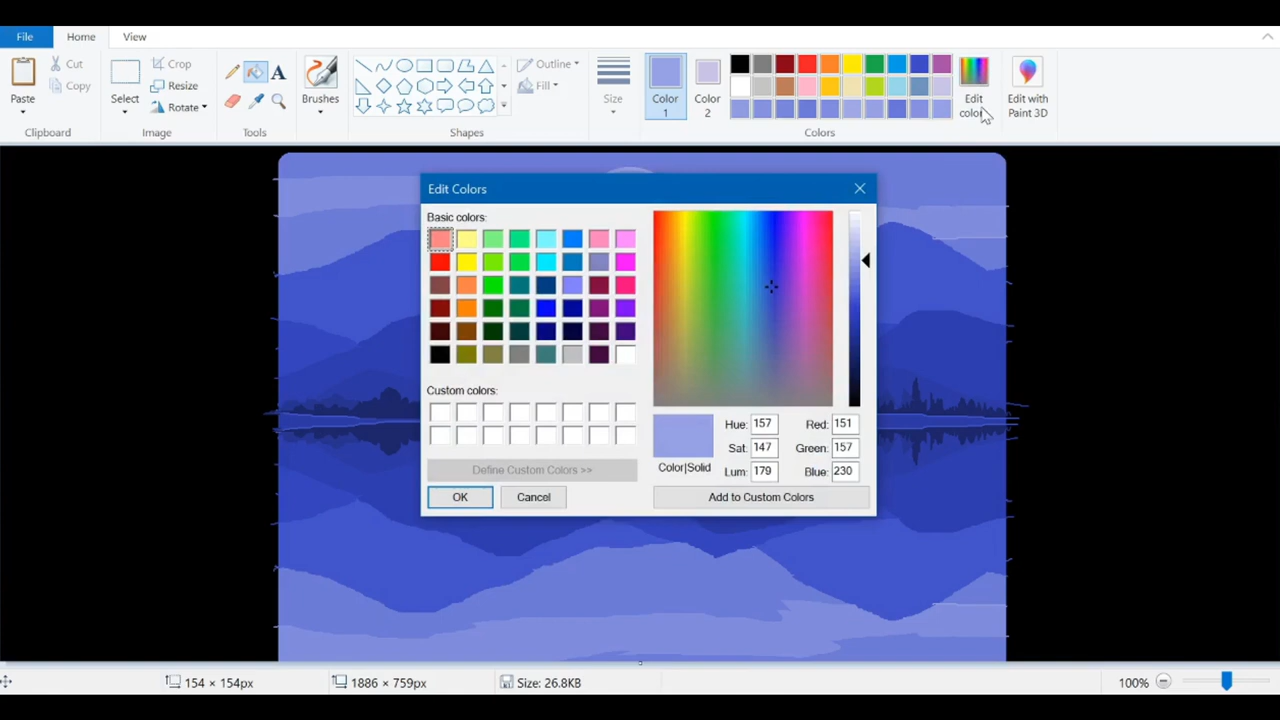 File Home View
Paste
Cut
Copy
Clipboard
Select
Crop
Resize
Rotate
Image
A
Tools
Brushes
Outline
Fill
Shapes
Size
Color
1
Color
2
Edit
colors
Colors
Edit with
Paint 3D
Edit Colors
Basic colors:
Custom colors:
Define Custom Colors >>
OK Cancel
Color|Solid
Hue: 157
Sat: 147
Lum: 179
Red: 151
Green: 157
Blue: 230
Add to Custom Colors
154 × 154px 1886 × 759px Size: 26.8KB 100%